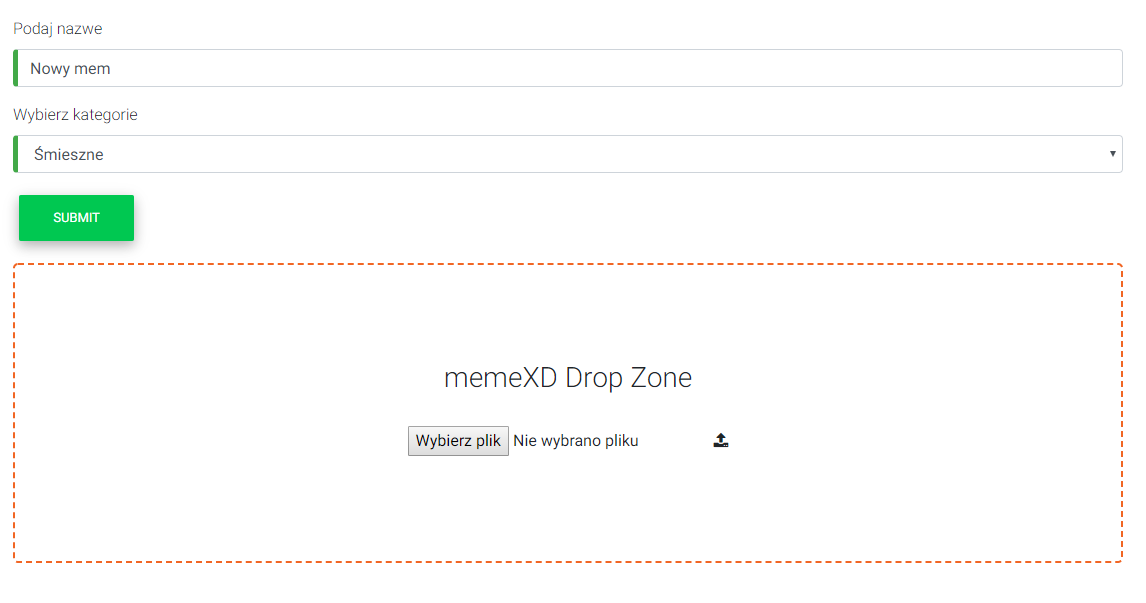 Podaj nazwe
Nowy mem
Wybierz kategorie
Śmieszne
SUBMIT
memeXD Drop Zone
Wybierz plik Nie wybrano pliku